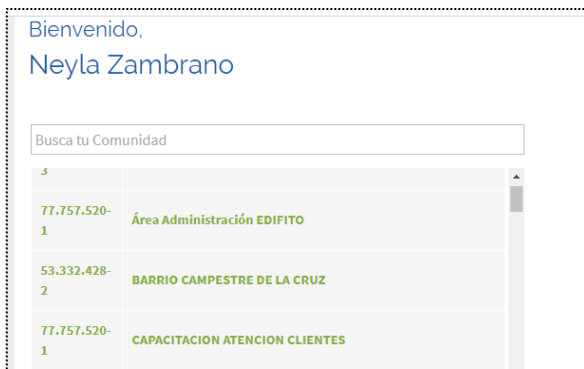 Bienvenido,
Neyla Zambrano
Busca tu Comunidad
3
77.757.520-
1
Área Administración EDIFITO
53.332.428-
2
BARRIO CAMPESTRE DE LA CRUZ
77.757.520-
1
CAPACITACION ATENCION CLIENTES